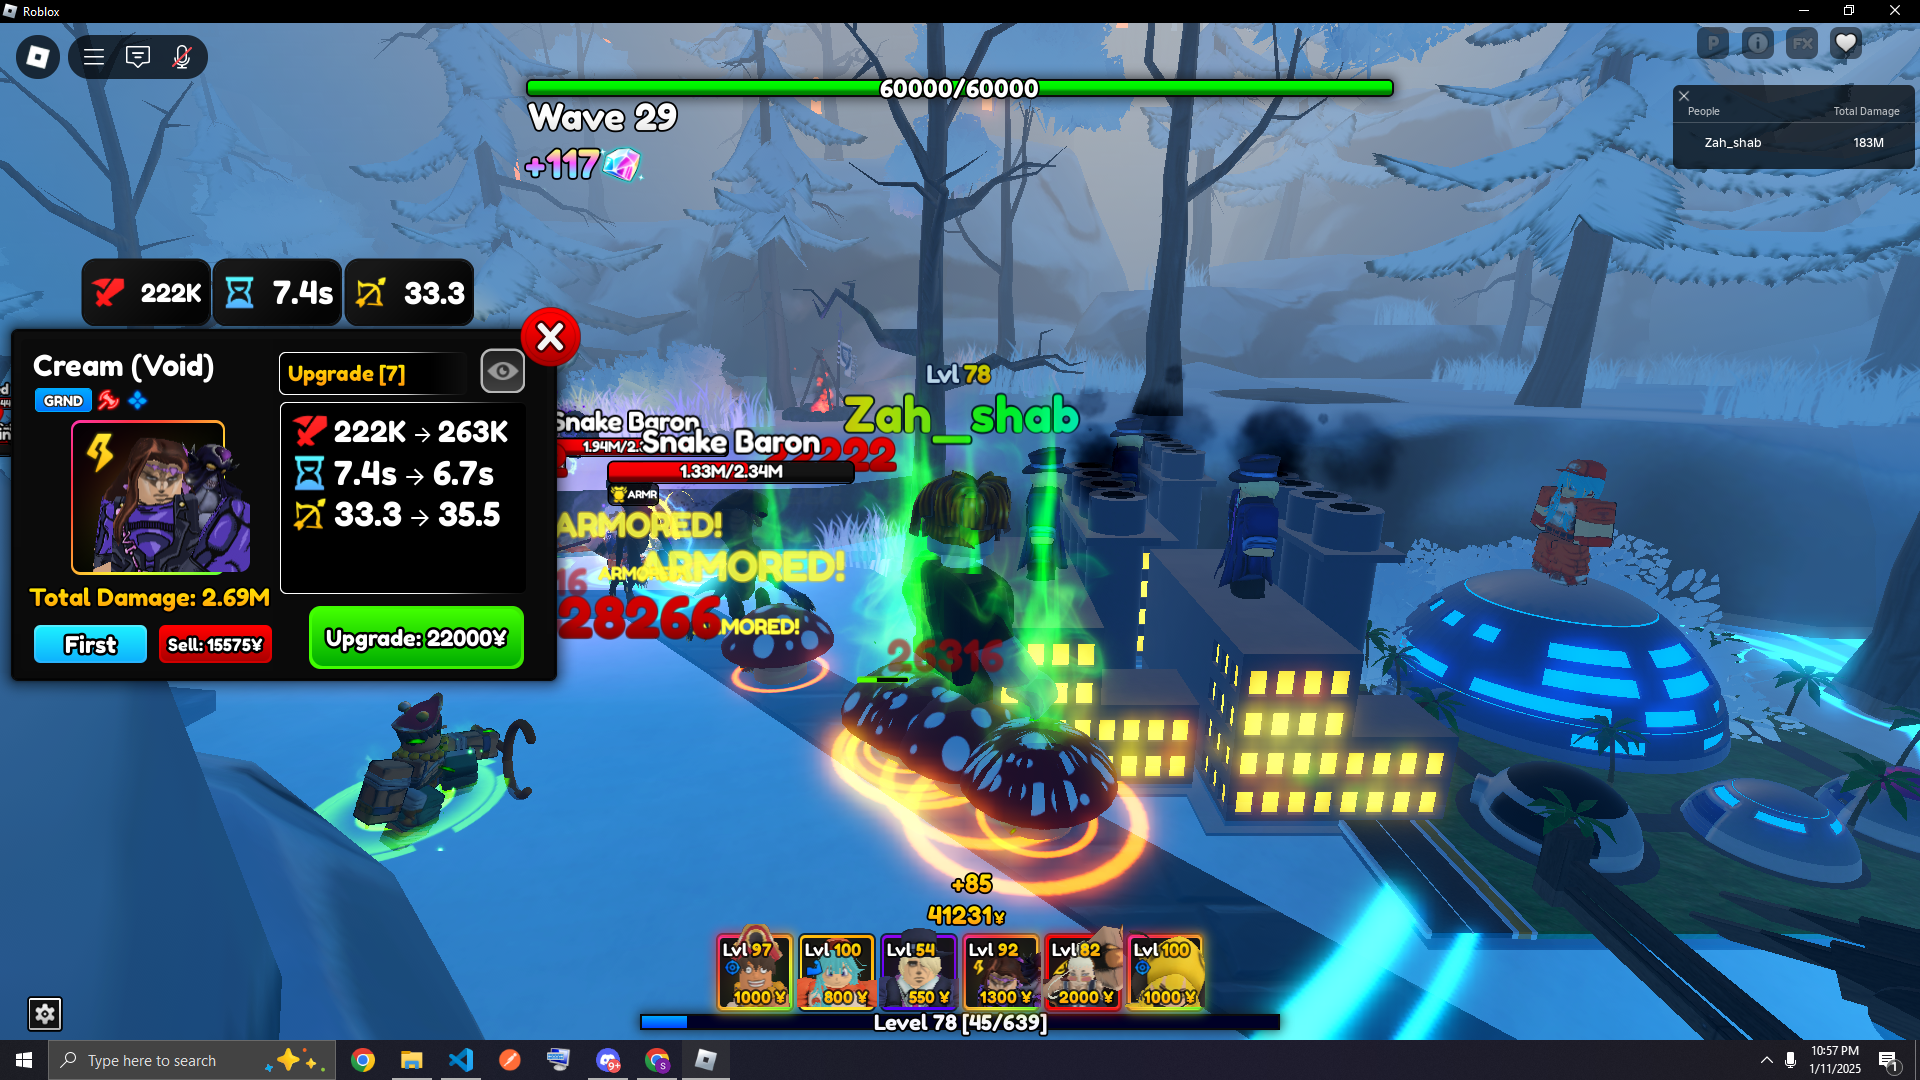 Roblox
60000/60000
Wave 29
+117
P
FX
People
Total Damage
Zah_shab
183M
222K
7.4s
33.3
Cream (Void)
GRND
Upgrade [7]
222K → 263K
7.4s → 6.7s
33.3 → 35.5
Total Damage: 2.69M
First
Sell: 15575¥
Upgrade: 22000¥
Lvl 78
Zah_shab
Snake Baron
Snake Baron
1.33M/2.34M
ARMR
ARMORED!
ARMORED!
28266
26316
+85
41231¥
Lvl 97
1000 ¥
Lvl 100
800 ¥
Lvl 54
550 ¥
Lvl 92
1300 ¥
Lvl 82
2000 ¥
Lvl 100
1000 ¥
Level 78 [45/639]
Type here to search
9+
S
10:57 PM
1/11/2025
1